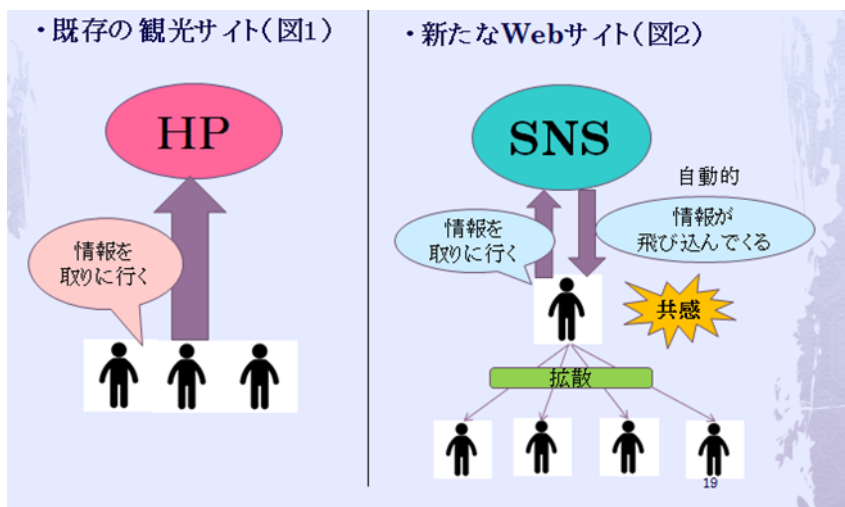 ・既存の観光サイト(図1)
HP
情報を
取りに行く
・新たなWebサイト(図2)
SNS
自動的
情報を
取りに行く
情報が
飛び込んでくる
共感
拡散
19